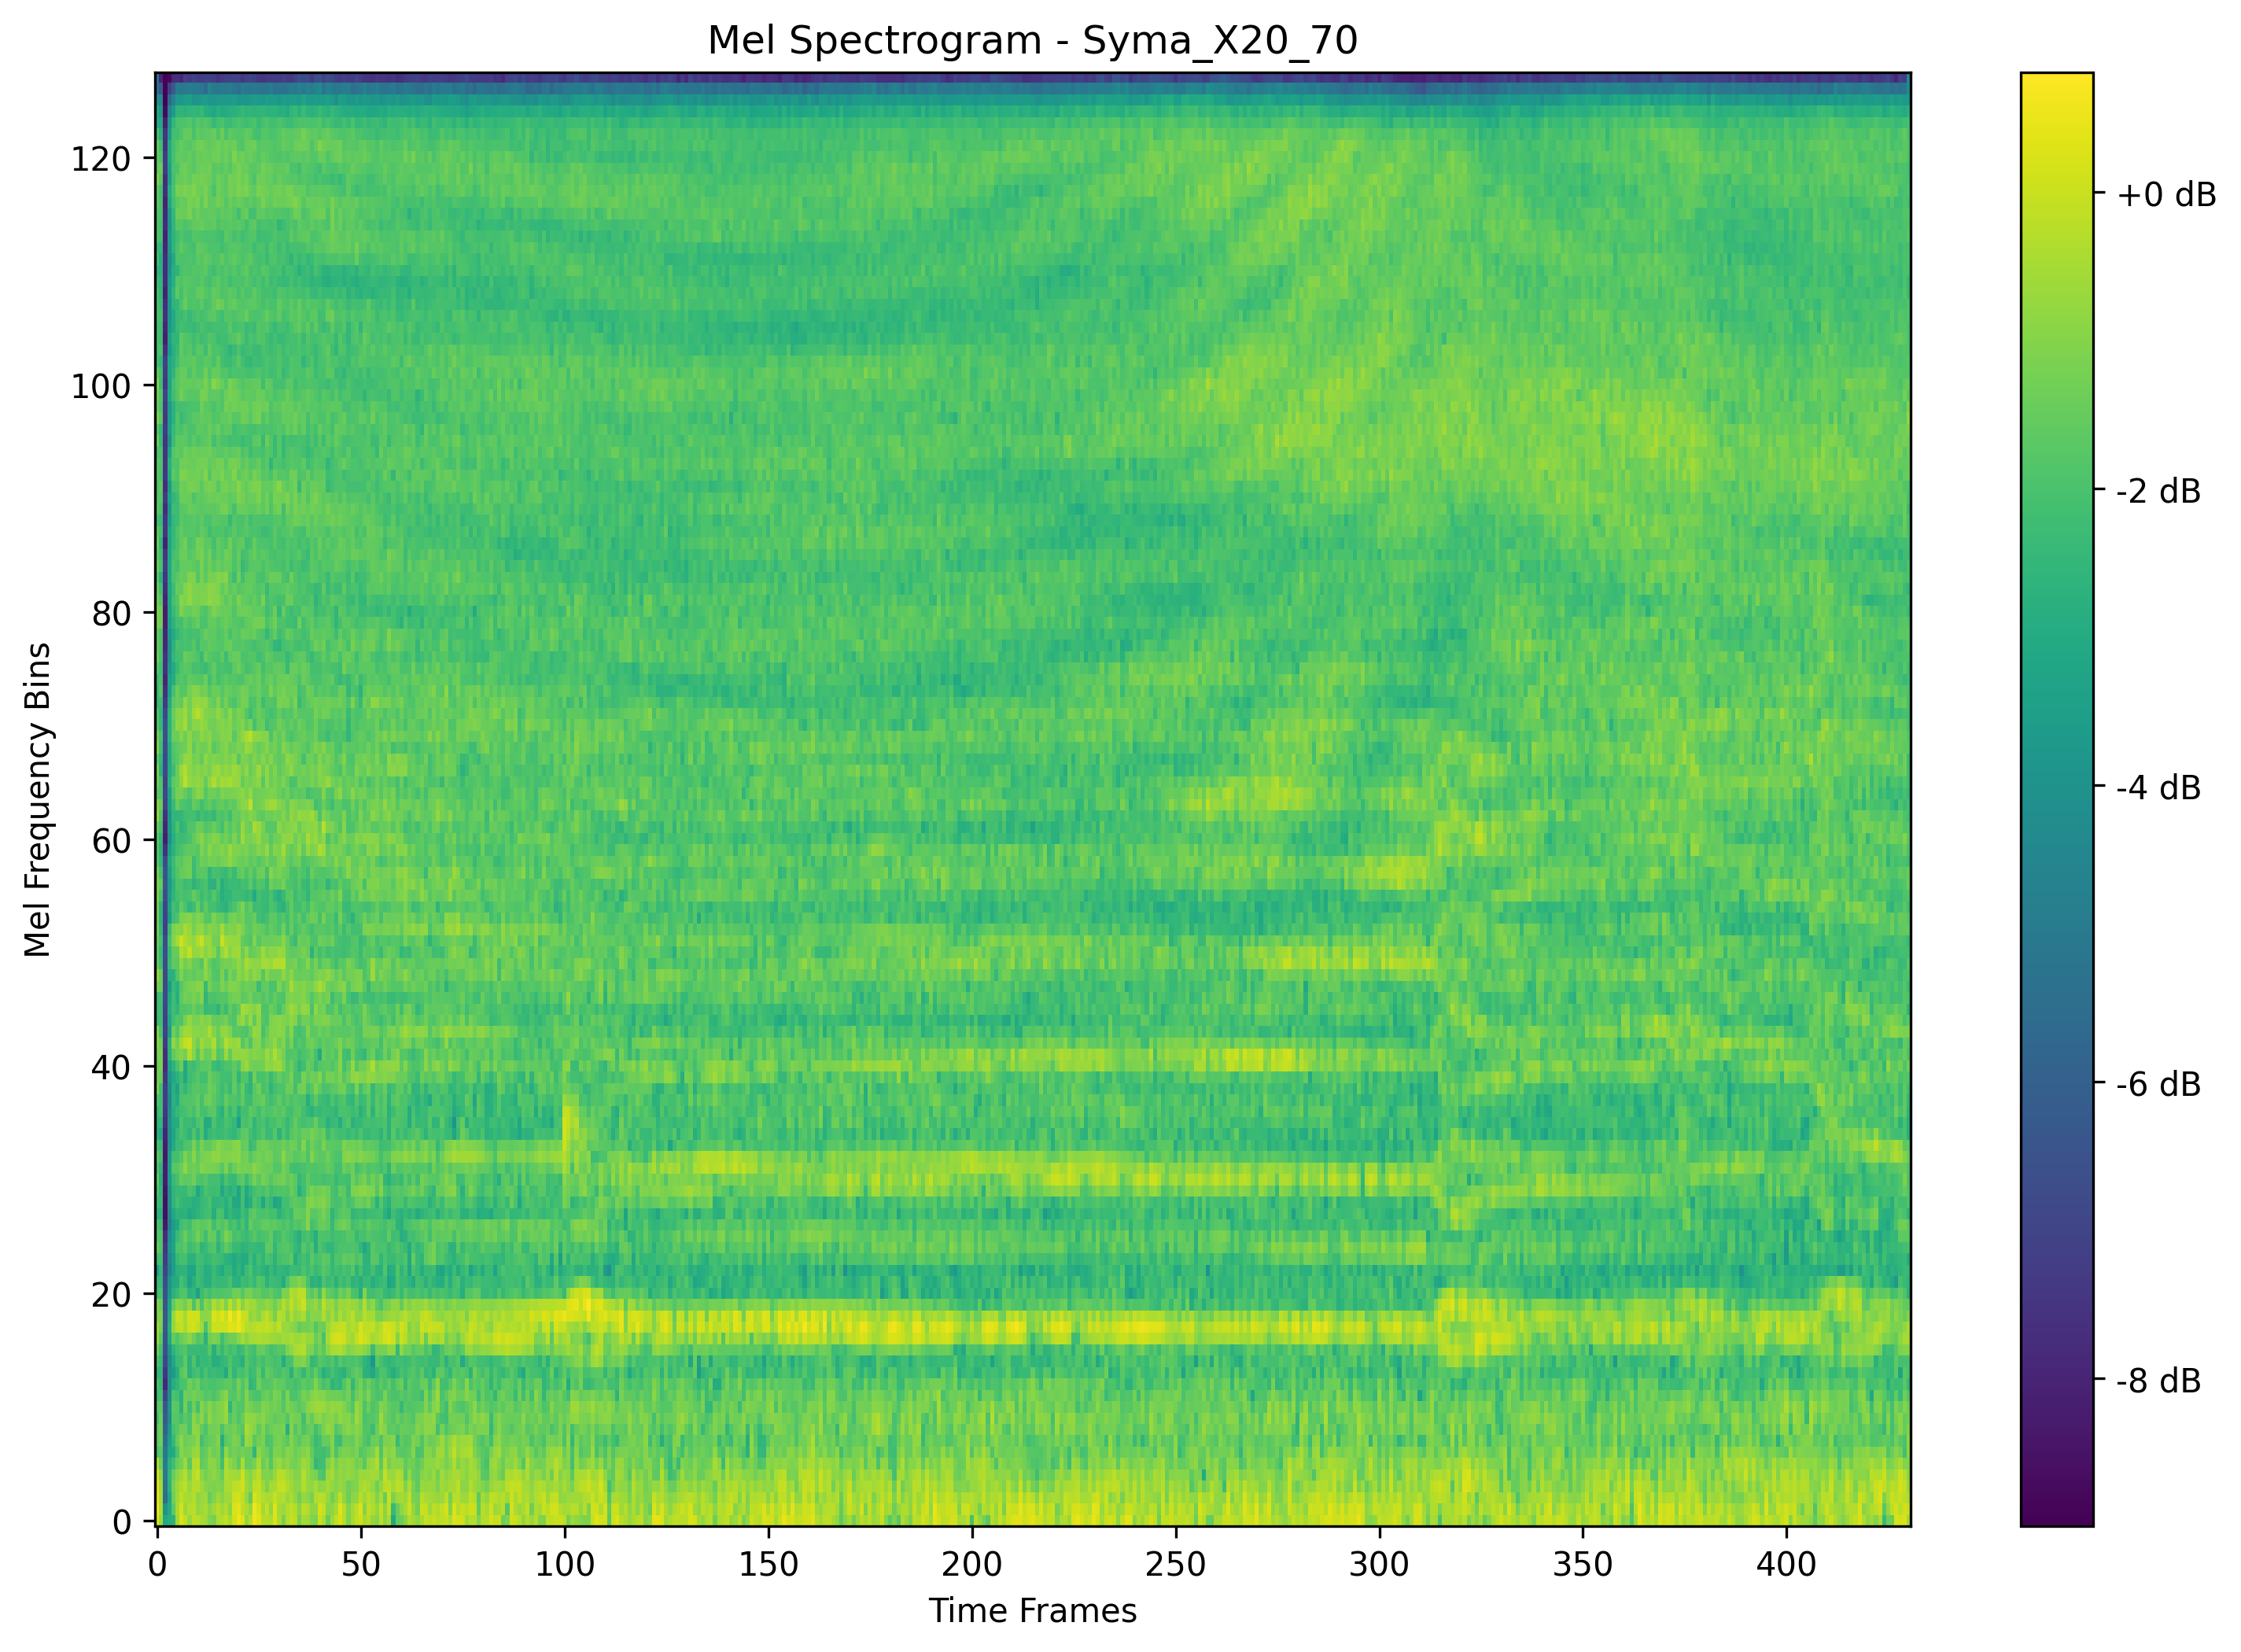 Mel Spectrogram - Syma_X20_70
Mel Frequency Bins
120
100
80
60
40
20
0
0 50 100 150 200 250 300 350 400
Time Frames
+0 dB
-2 dB
-4 dB
-6 dB
-8 dB